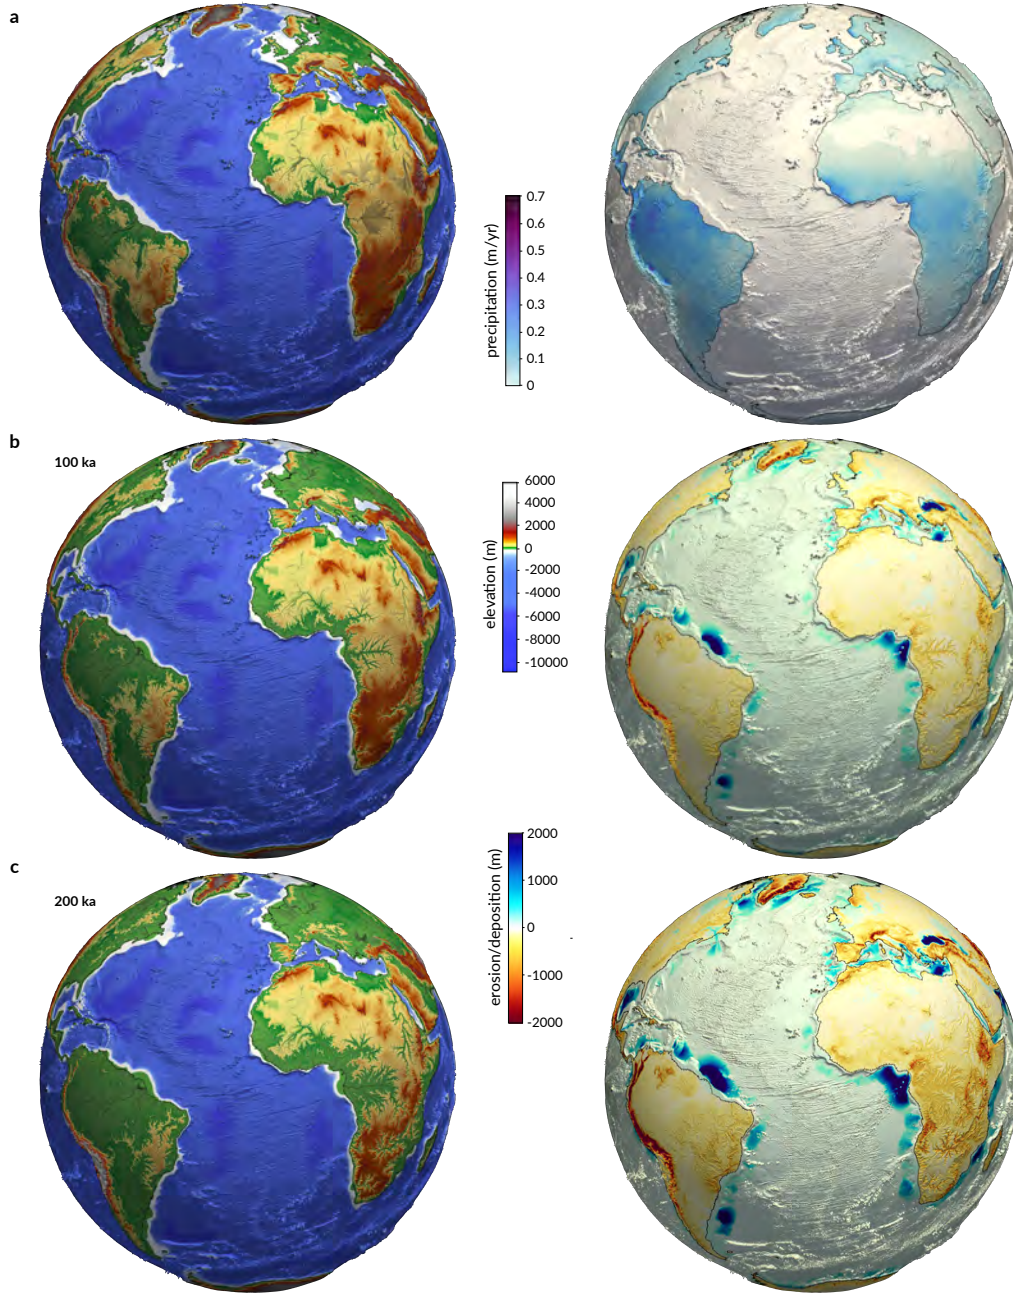 a
precipitation (m/yr)
0.7
0.6
0.5
0.4
0.3
0.2
0.1
0
b
100 ka
elevation (m)
6000
4000
2000
0
-2000
-4000
-6000
-8000
-10000
c
200 ka
erosion/deposition (m)
2000
1000
0
-1000
-2000